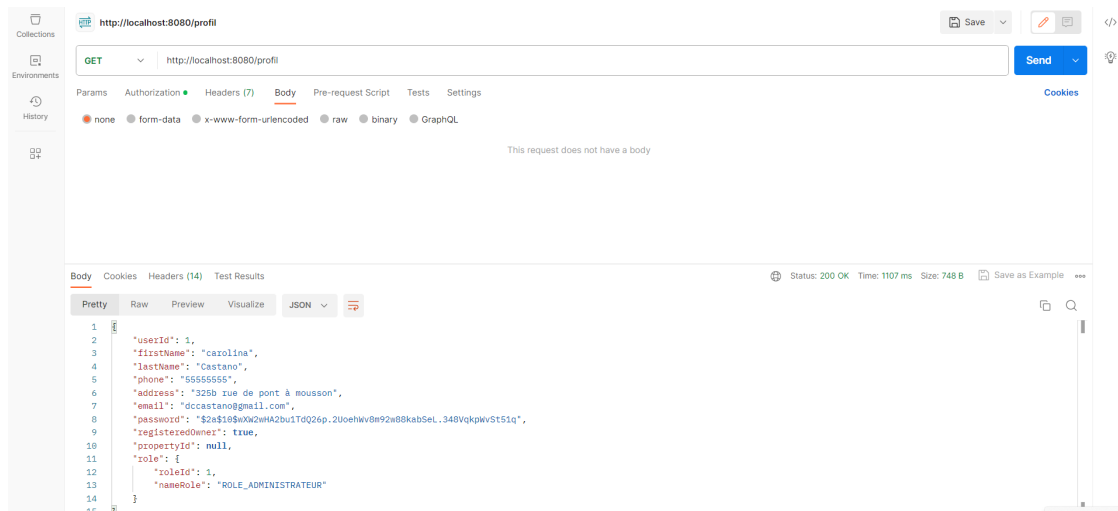 Collections
Environments
History
HTTP http://localhost:8080/profil
Save
GET http://localhost:8080/profil Send
Params Authorization Headers (7) Body Pre-request Script Tests Settings Cookies
none form-data x-www-form-urlencoded raw binary GraphQL
This request does not have a body
Body Cookies Headers (14) Test Results Status: 200 OK Time: 1107 ms Size: 748 B Save as Example
Pretty Raw Preview Visualize JSON
1 {
2 "userId": 1,
3 "firstName": "carolina",
4 "lastName": "Castano",
5 "phone": "55555555",
6 "address": "325b rue de pont à mousson",
7 "email": "dccastano@gmail.com",
8 "password": "$2a$10$wXW2wHA2bu1TdQ26p.2UoehWv8m92w88kabSeL.348VqkpWvSt51q",
9 "registeredOwner": true,
10 "propertyId": null,
11 "role": {
12 "roleId": 1,
13 "nameRole": "ROLE_ADMINISTRATEUR"
14 }
15 }